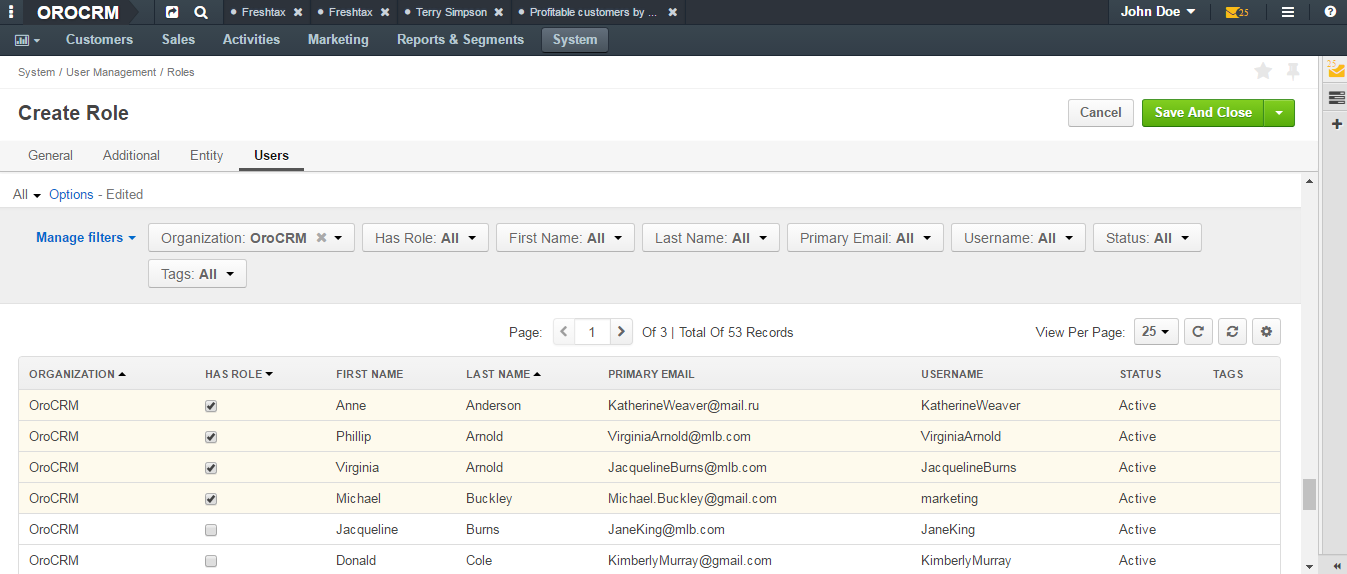 OROCRM Freshtax Freshtax Terry Simpson Profitable customers by ... John Doe 25
Customers Sales Activities Marketing Reports & Segments System
System / User Management / Roles
25
Create Role Cancel Save And Close
General Additional Entity Users
All Options - Edited
Manage filters Organization: OroCRM Has Role: All First Name: All Last Name: All Primary Email: All Username: All Status: All
Tags: All
Page: 1 Of 3 | Total Of 53 Records View Per Page: 25
ORGANIZATION HAS ROLE FIRST NAME LAST NAME PRIMARY EMAIL USERNAME STATUS TAGS
OroCRM Anne Anderson KatherineWeaver@mail.ru KatherineWeaver Active
OroCRM Phillip Arnold VirginiaArnold@mlb.com VirginiaArnold Active
OroCRM Virginia Arnold JacquelineBurns@mlb.com JacquelineBurns Active
OroCRM Michael Buckley Michael.Buckley@gmail.com marketing Active
OroCRM Jacqueline Burns JaneKing@mlb.com JaneKing Active
OroCRM Donald Cole KimberlyMurray@gmail.com KimberlyMurray Active